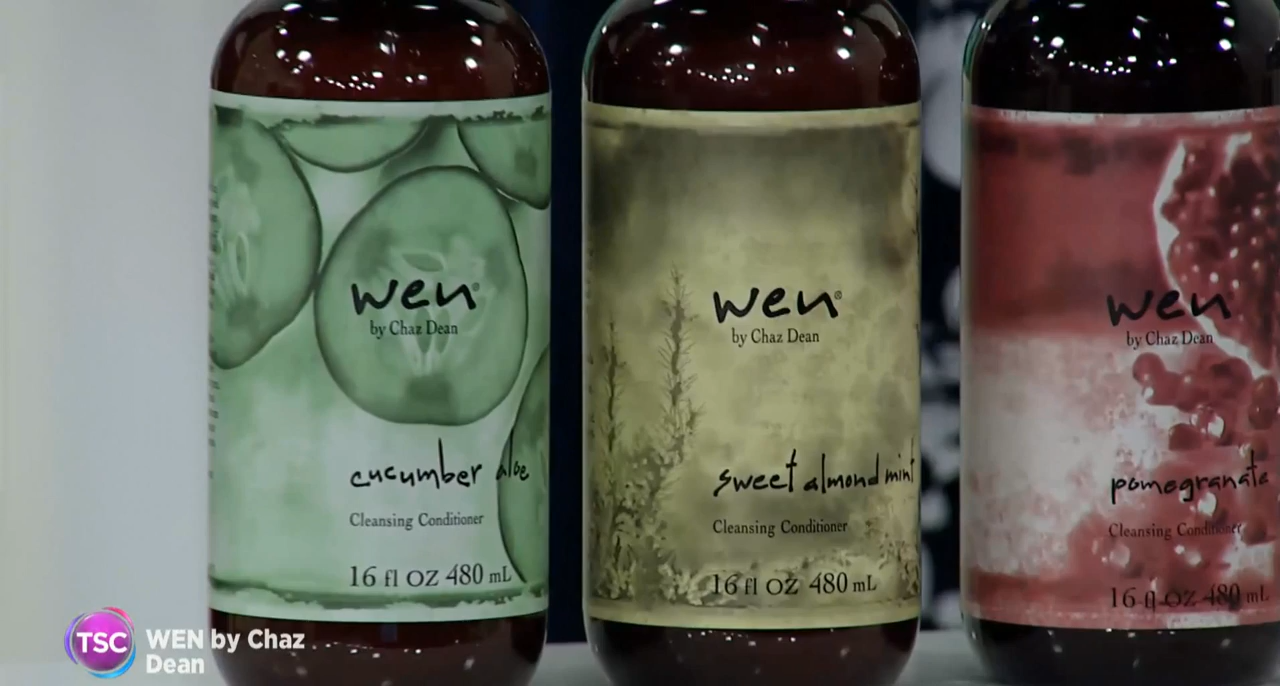 wen®
by Chaz Dean
cucumber aloe
Cleansing Conditioner
16 fl oz 480 mL
wen®
by Chaz Dean
sweet almond mint
Cleansing Conditioner
16 fl oz 480 mL
wen
by Chaz Dean
pomegranate
Cleansing Conditioner
16 fl oz 480 mL
TSC
WEN by Chaz
Dean